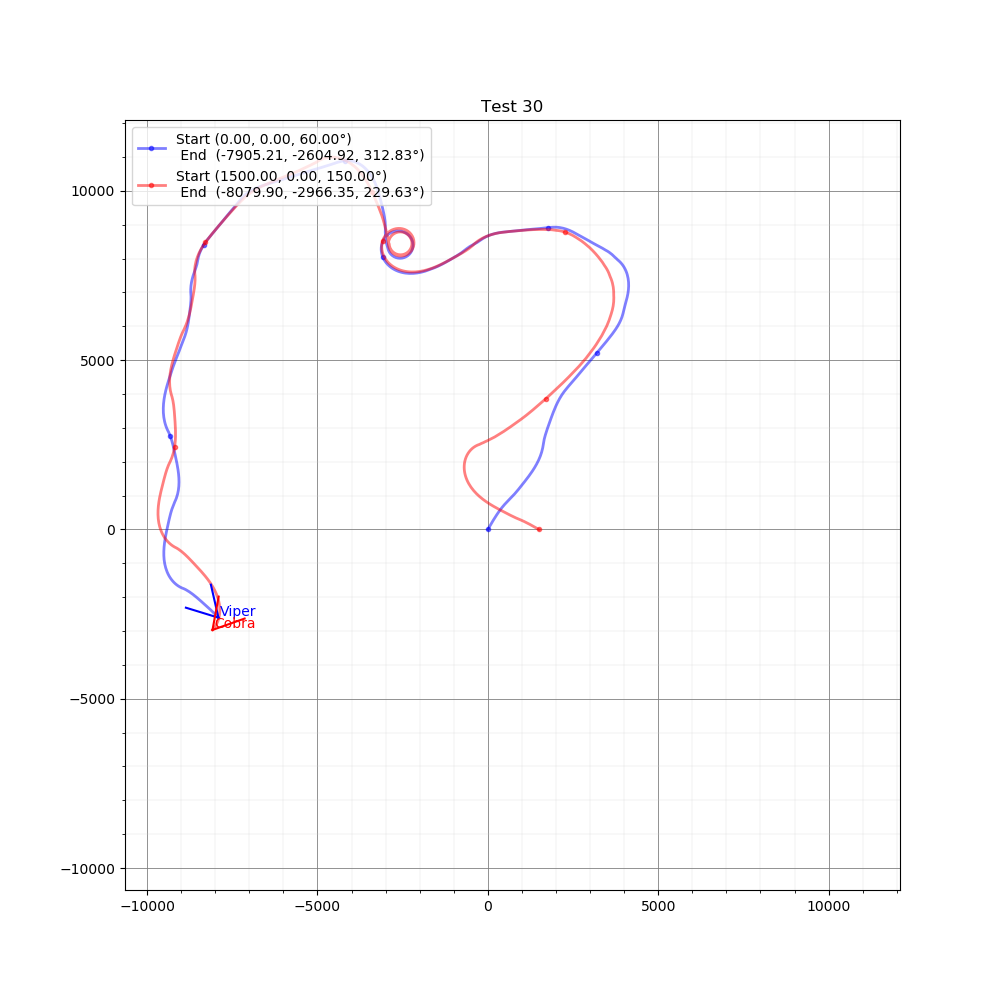 Test 30
Start (0.00, 0.00, 60.00°)
End (-7905.21, -2604.92, 312.83°)
Start (1500.00, 0.00, 150.00°)
End (-8079.90, -2966.35, 229.63°)
10000
5000
0
−5000
−10000
Viper
Cobra
−10000 −5000 0 5000 10000